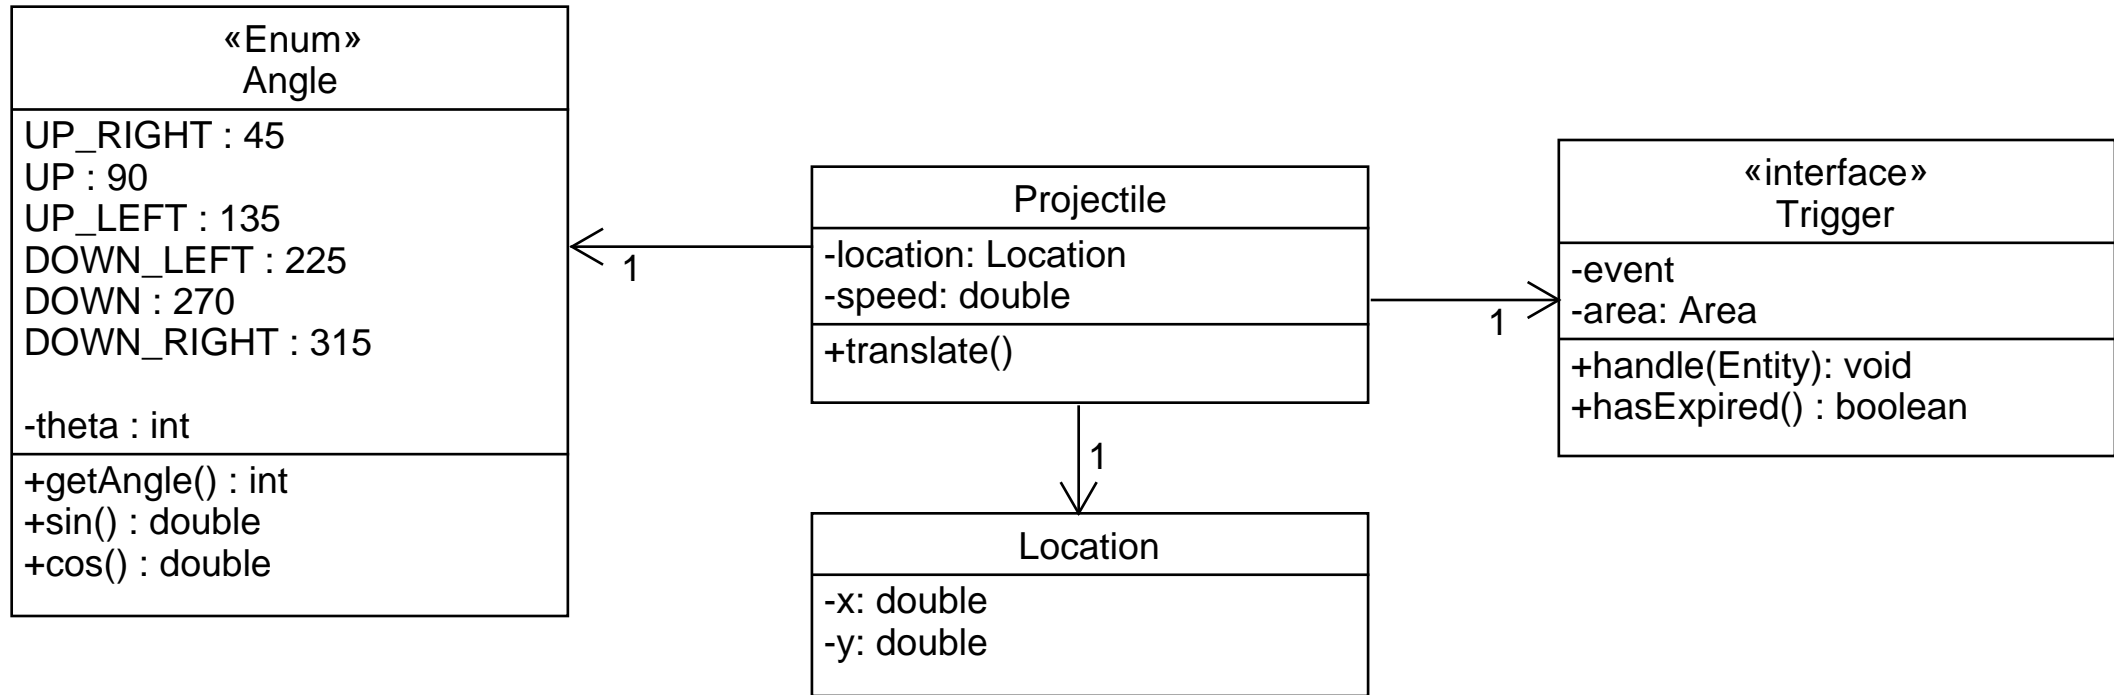 «Enum»
Angle
UP_RIGHT : 45
UP : 90
UP_LEFT : 135
DOWN_LEFT : 225
DOWN : 270
DOWN_RIGHT : 315
-theta : int
+getAngle() : int
+sin() : double
+cos() : double
1
Projectile
-location: Location
-speed: double
+translate()
1
Location
-x: double
-y: double
1
«interface»
Trigger
-event
-area: Area
+handle(Entity): void
+hasExpired() : boolean